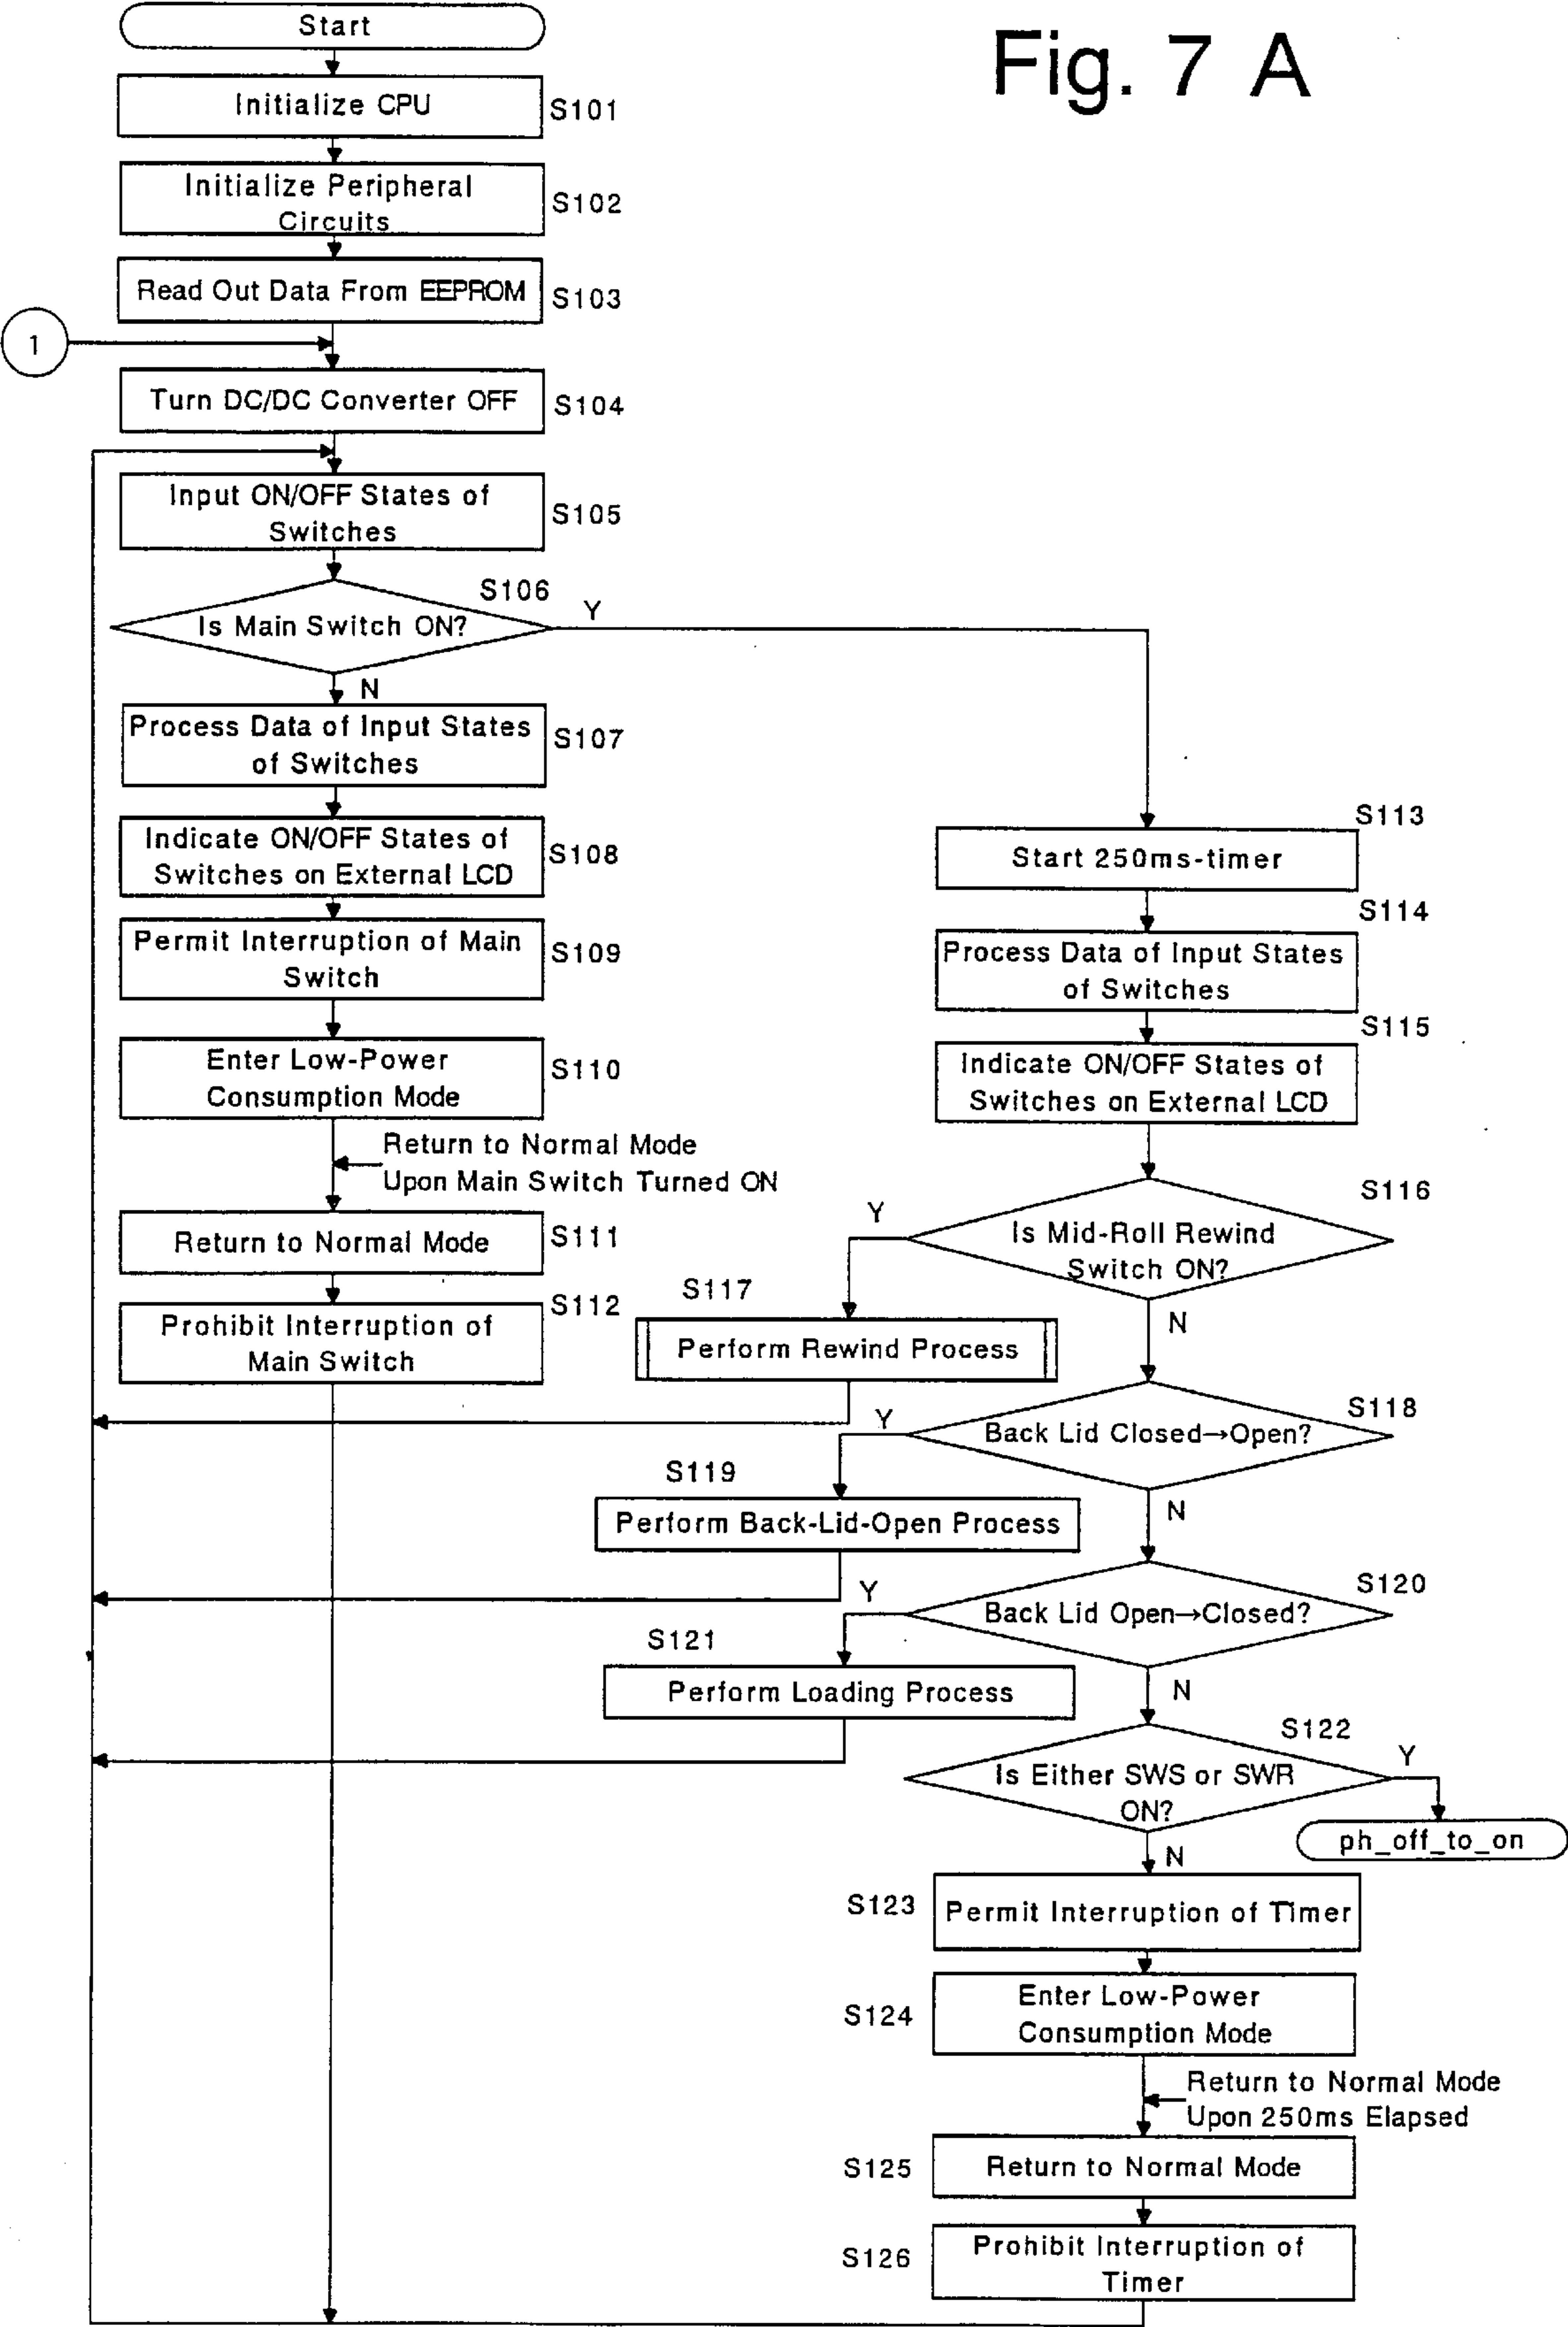 Fig. 7 A
Start
Initialize CPU
S101
Initialize Peripheral
Circuits
S102
Read Out Data From EEPROM
S103
1
Turn DC/DC Converter OFF
S104
Input ON/OFF States of
Switches
S105
S106
Is Main Switch ON?
Y
N
Process Data of Input States
of Switches
S107
Indicate ON/OFF States of
Switches on External LCD
S108
Permit Interruption of Main
Switch
S109
Enter Low-Power
Consumption Mode
S110
Return to Normal Mode
Upon Main Switch Turned ON
Return to Normal Mode
S111
Prohibit Interruption of
Main Switch
S112
S113
Start 250ms-timer
S114
Process Data of Input States
of Switches
S115
Indicate ON/OFF States of
Switches on External LCD
S116
Is Mid-Roll Rewind
Switch ON?
Y
N
S117
Perform Rewind Process
S118
Back Lid Closed→Open?
Y
N
S119
Perform Back-Lid-Open Process
S120
Back Lid Open→Closed?
Y
N
S121
Perform Loading Process
S122
Is Either SWS or SWR
ON?
Y
N
ph_off_to_on
S123
Permit Interruption of Timer
S124
Enter Low-Power
Consumption Mode
Return to Normal Mode
Upon 250ms Elapsed
S125
Return to Normal Mode
S126
Prohibit Interruption of
Timer